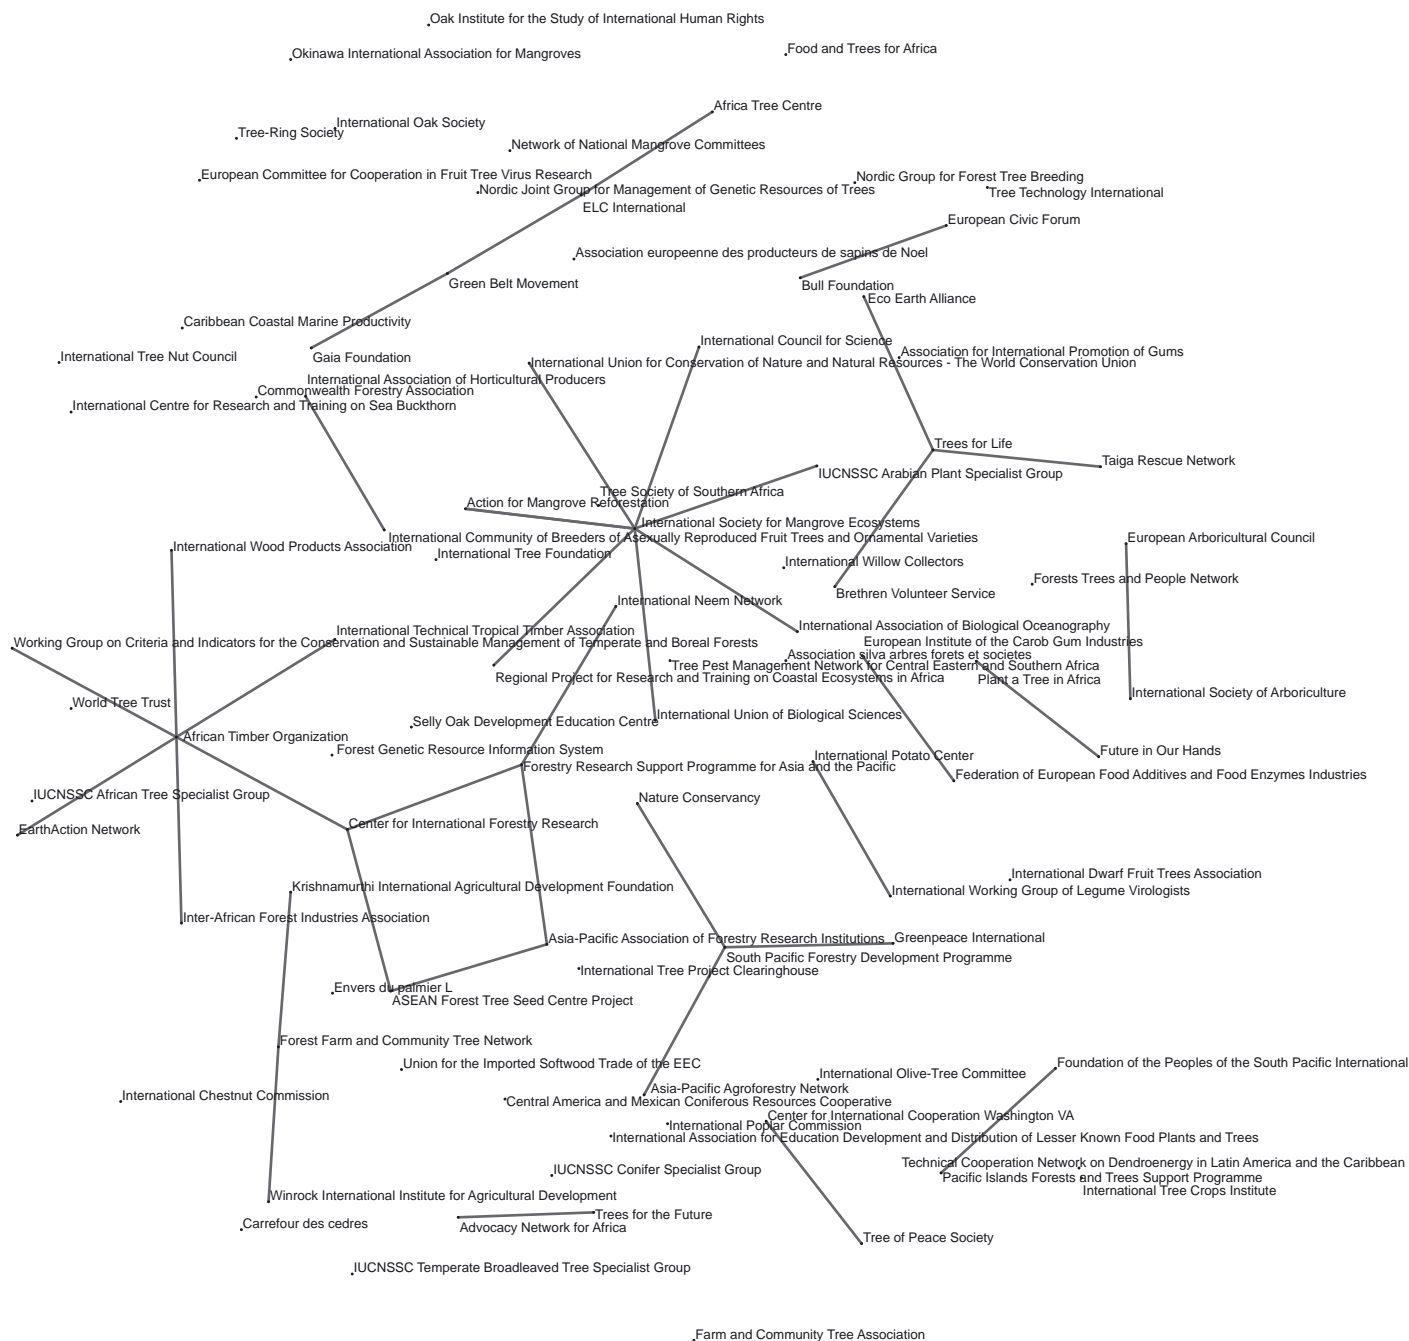 Oak Institute for the Study of International Human Rights
Food and Trees for Africa
Okinawa International Association for Mangroves
Africa Tree Centre
International Oak Society
Tree-Ring Society
Network of National Mangrove Committees
European Committee for Cooperation in Fruit Tree Virus Research
Nordic Group for Forest Tree Breeding
Nordic Joint Group for Management of Genetic Resources of Trees
Tree Technology International
ELC International
European Civic Forum
Association europeenne des producteurs de sapins de Noel
Green Belt Movement
Bull Foundation
Eco Earth Alliance
Caribbean Coastal Marine Productivity
International Council for Science
Association for International Promotion of Gums
International Tree Nut Council
Gaia Foundation
International Union for Conservation of Nature and Natural Resources - The World Conservation Union
International Association of Horticultural Producers
Commonwealth Forestry Association
International Centre for Research and Training on Sea Buckthorn
Trees for Life
Taiga Rescue Network
IUCNSSC Arabian Plant Specialist Group
Tree Society of Southern Africa
Action for Mangrove Reforestation
International Society for Mangrove Ecosystems
International Community of Breeders of Asexually Reproduced Fruit Trees and Ornamental Varieties
European Arboricultural Council
International Wood Products Association
International Tree Foundation
International Willow Collectors
Forests Trees and People Network
Brethren Volunteer Service
International Neem Network
International Association of Biological Oceanography
International Technical Tropical Timber Association
Working Group on Criteria and Indicators for the Conservation and Sustainable Management of Temperate and Boreal Forests
European Institute of the Carob Gum Industries
Association silva arbres forets et societes
Tree Pest Management Network for Central Eastern and Southern Africa
Regional Project for Research and Training on Coastal Ecosystems in Africa
Plant a Tree in Africa
International Society of Arboriculture
World Tree Trust
International Union of Biological Sciences
Selly Oak Development Education Centre
African Timber Organization
Forest Genetic Resource Information System
Future in Our Hands
International Potato Center
Forestry Research Support Programme for Asia and the Pacific
Federation of European Food Additives and Food Enzymes Industries
IUCNSSC African Tree Specialist Group
Nature Conservancy
EarthAction Network
Center for International Forestry Research
International Dwarf Fruit Trees Association
Krishnamurthi International Agricultural Development Foundation
International Working Group of Legume Virologists
Inter-African Forest Industries Association
Asia-Pacific Association of Forestry Research Institutions
Greenpeace International
South Pacific Forestry Development Programme
International Tree Project Clearinghouse
Envers du palmier L
ASEAN Forest Tree Seed Centre Project
Forest Farm and Community Tree Network
Union for the Imported Softwood Trade of the EEC
Foundation of the Peoples of the South Pacific International
International Olive-Tree Committee
Asia-Pacific Agroforestry Network
International Chestnut Commission
Central America and Mexican Coniferous Resources Cooperative
Center for International Cooperation Washington VA
International Poplar Commission
International Association for Education Development and Distribution of Lesser Known Food Plants and Trees
Technical Cooperation Network on Dendroenergy in Latin America and the Caribbean
IUCNSSC Conifer Specialist Group
Pacific Islands Forests and Trees Support Programme
International Tree Crops Institute
Winrock International Institute for Agricultural Development
Trees for the Future
Carrefour des cedres
Advocacy Network for Africa
Tree of Peace Society
IUCNSSC Temperate Broadleaved Tree Specialist Group
Farm and Community Tree Association